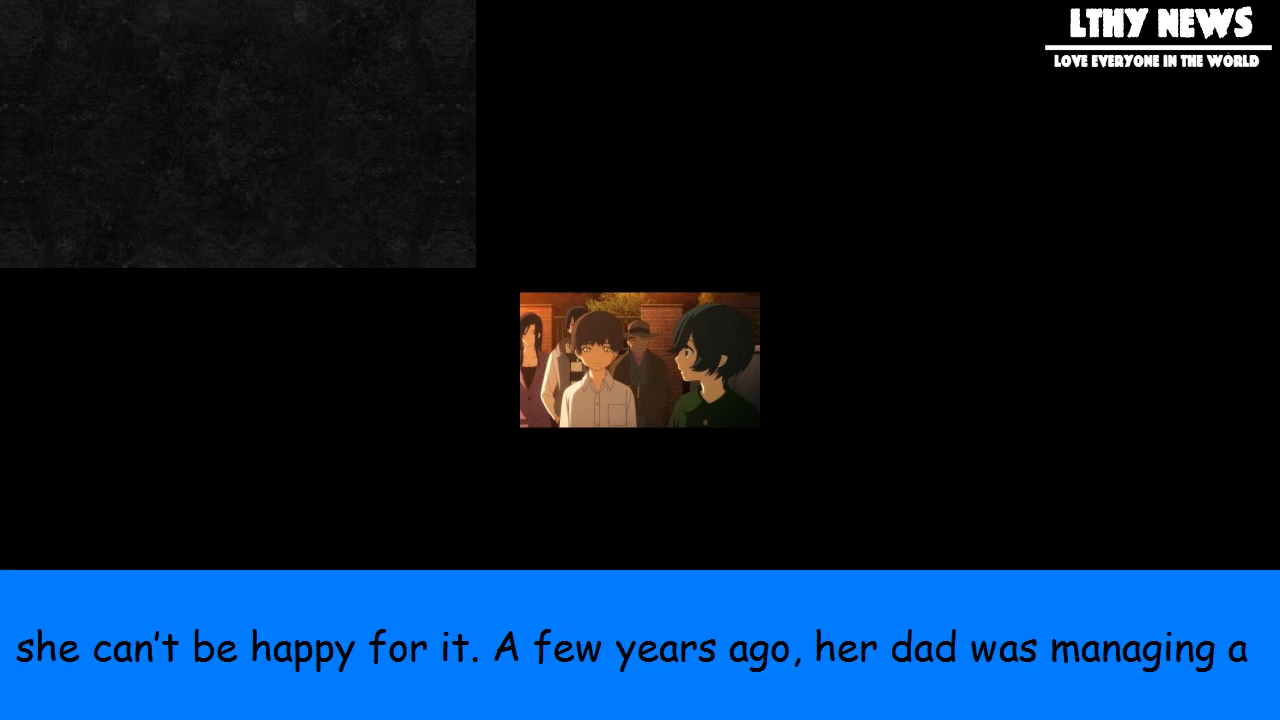 LTHY NEWS
LOVE EVERYONE IN THE WORLD
she can't be happy for it. A few years ago, her dad was managing a